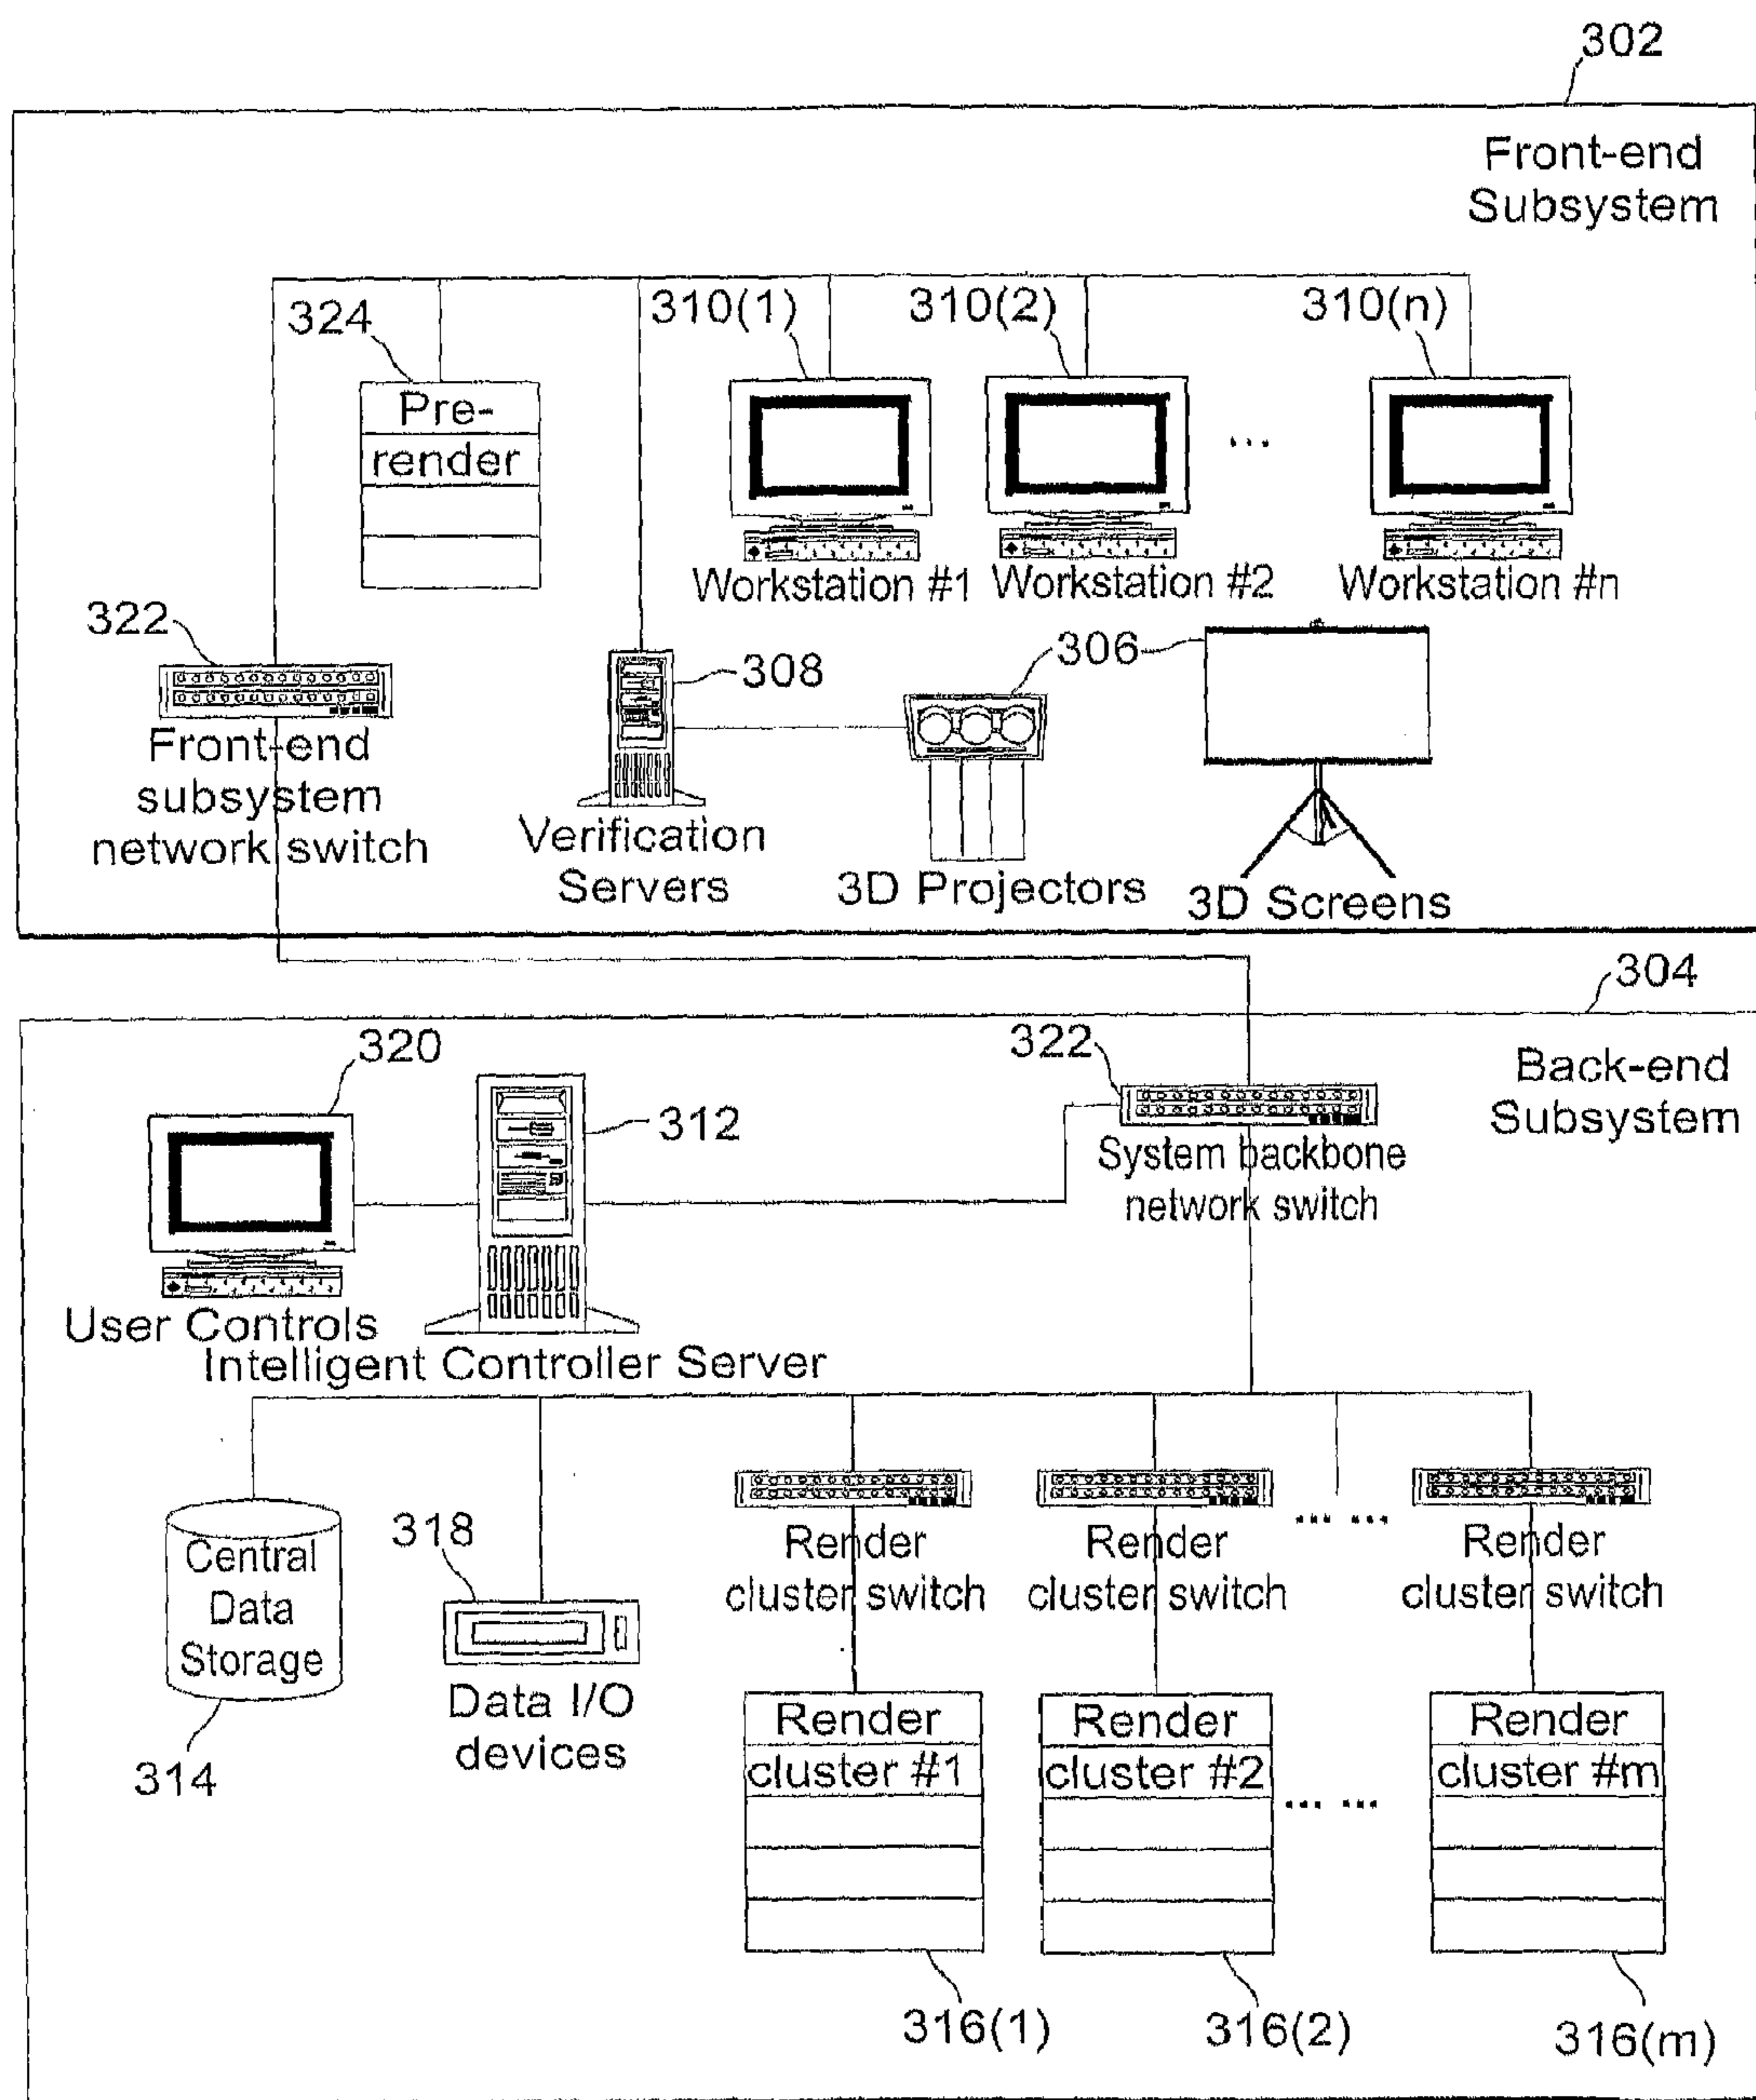 302
Front-end
Subsystem
324
310(1)
310(2)
310(n)
Pre-
render
...
Workstation #1
Workstation #2
Workstation #n
322
308
306
Front-end
subsystem
network switch
Verification
Servers
3D Projectors
3D Screens
304
320
312
322
Back-end
Subsystem
System backbone
network switch
User Controls
Intelligent Controller Server
Central
Data
Storage
314
318
Data I/O
devices
Render
cluster switch
Render
cluster switch
... ...
Render
cluster switch
Render
cluster #1
Render
cluster #2
... ...
Render
cluster #m
316(1)
316(2)
316(m)